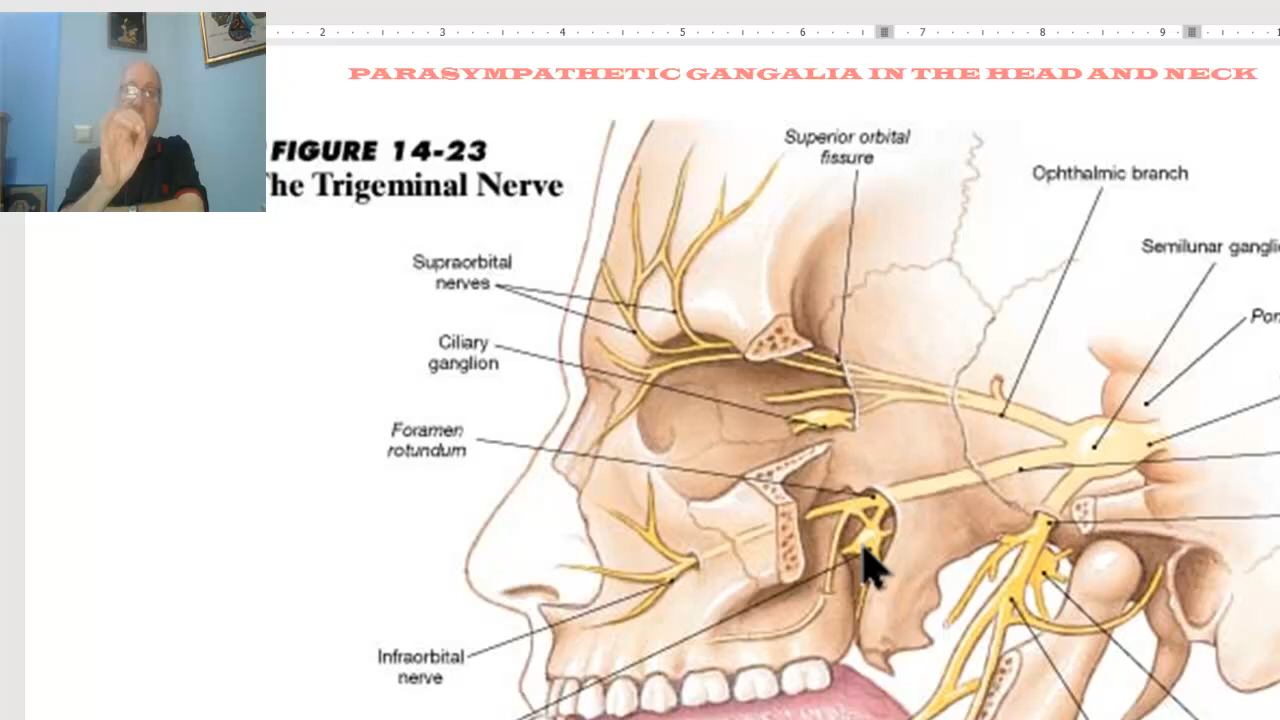 2 3 4 5 6 7 8 9
PARASYMPATHETIC GANGALIA IN THE HEAD AND NECK
FIGURE 14-23
The Trigeminal Nerve
Superior orbital
fissure
Ophthalmic branch
Semilunar gangli
Supraorbital
nerves
Pon
Ciliary
ganglion
Foramen
rotundum
Infraorbital
nerve